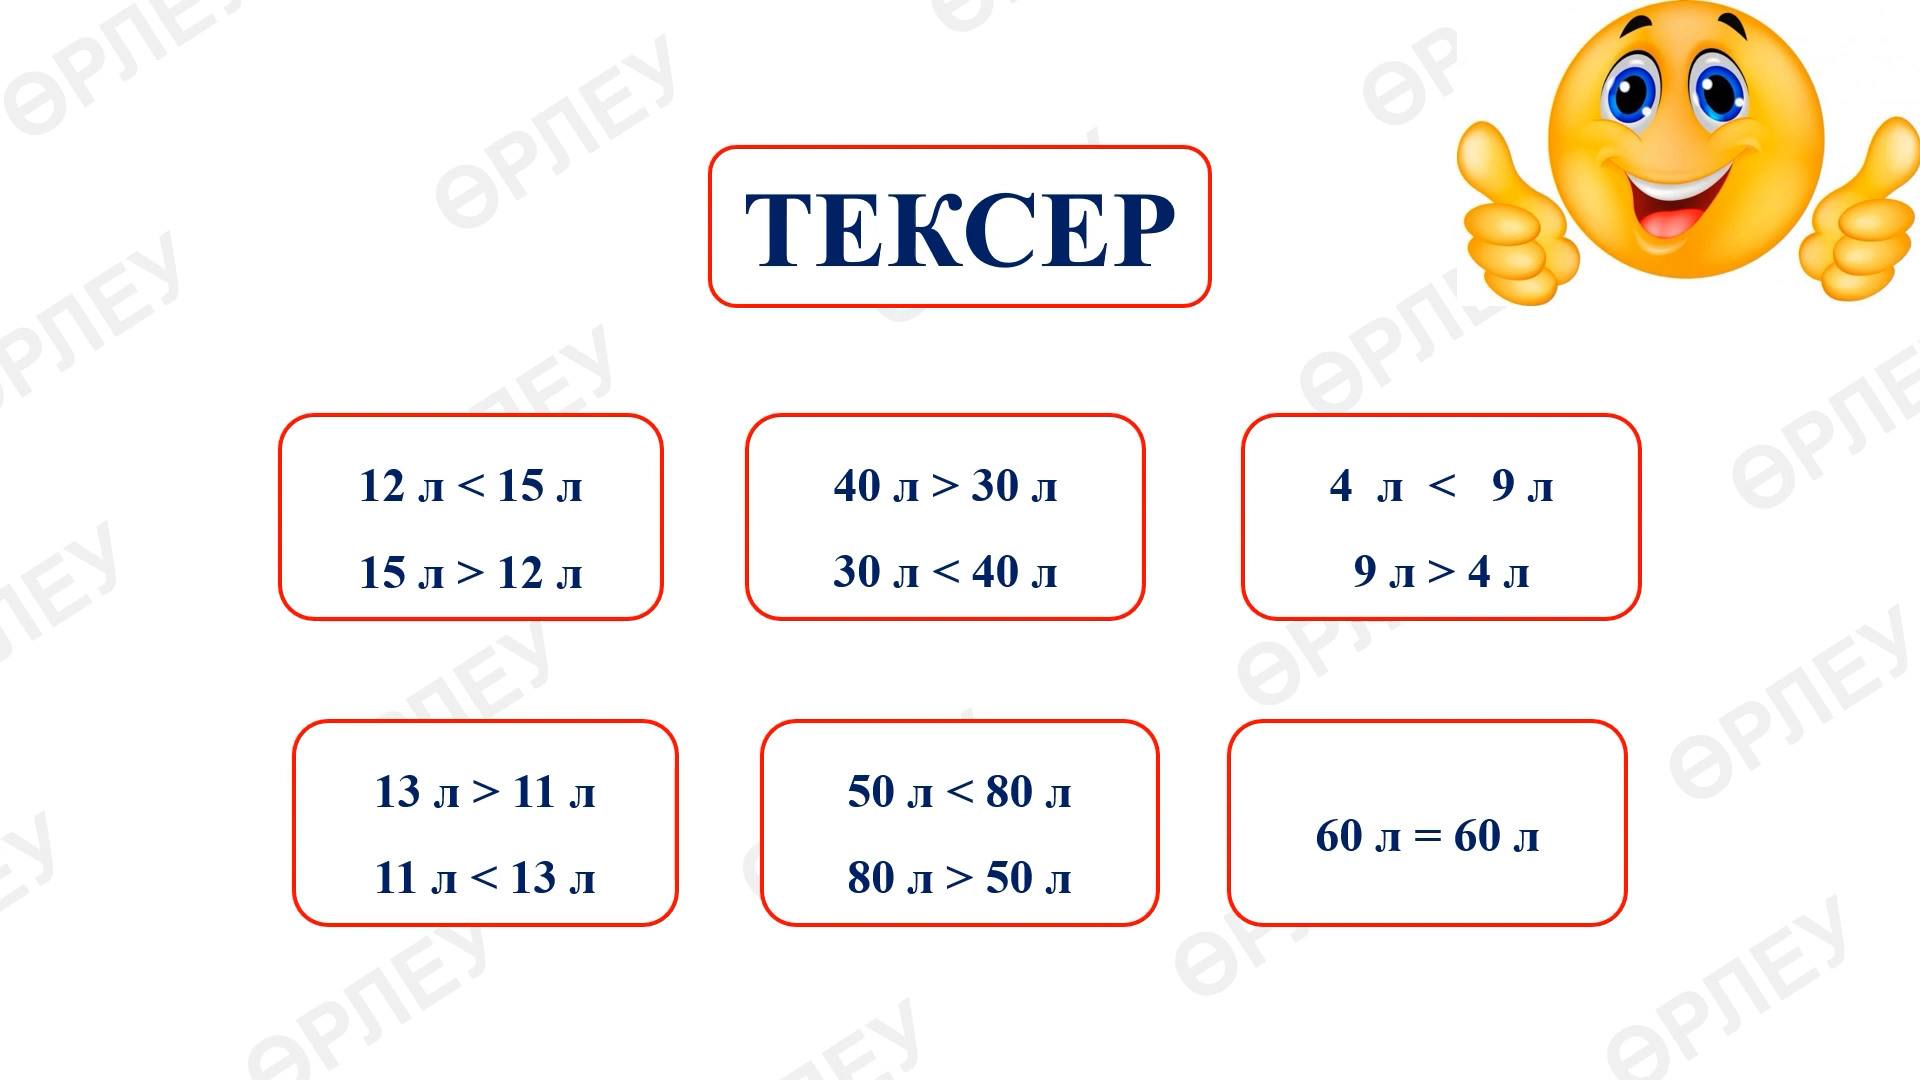 ТЕКСЕР
12 л < 15 л
15 л > 12 л
40 л > 30 л
30 л < 40 л
4 л < 9 л
9 л > 4 л
13 л > 11 л
11 л < 13 л
50 л < 80 л
80 л > 50 л
60 л = 60 л
ӨРЛЕУ